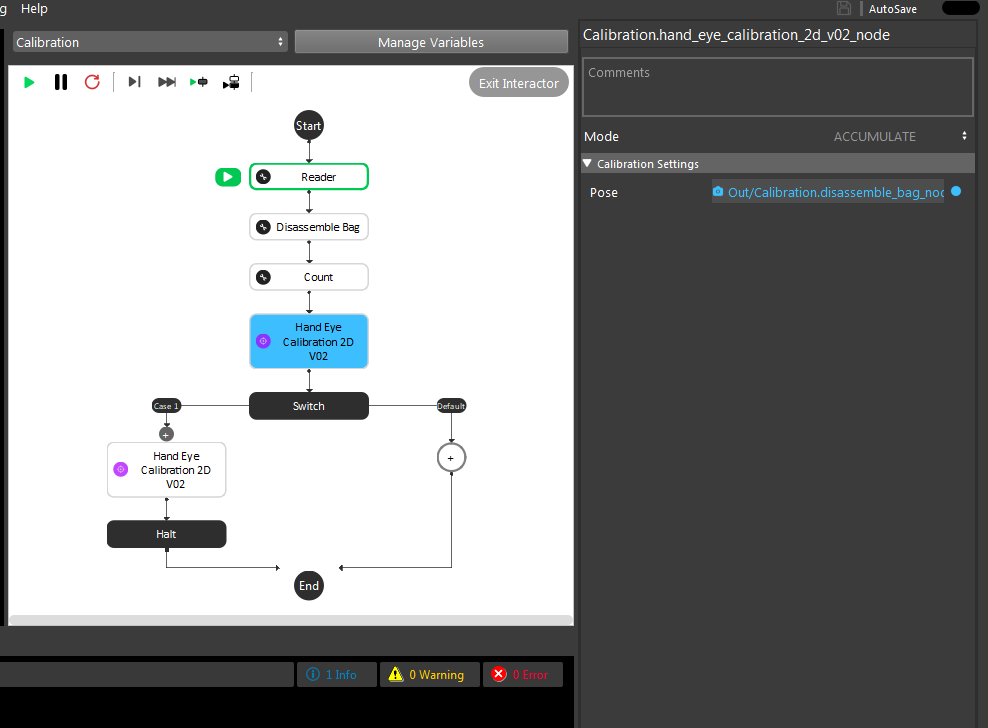 g Help
AutoSave
Calibration
Manage Variables
Calibration.hand_eye_calibration_2d_v02_node
Exit Interactor
Comments
Start
Mode
ACCUMULATE
Calibration Settings
Reader
Pose
Out/Calibration.disassemble_bag_noc
Disassemble Bag
Count
Hand Eye
Calibration 2D
V02
Case 1
Switch
Default
+
+
Hand Eye
Calibration 2D
V02
Halt
End
1 Info
0 Warning
0 Error